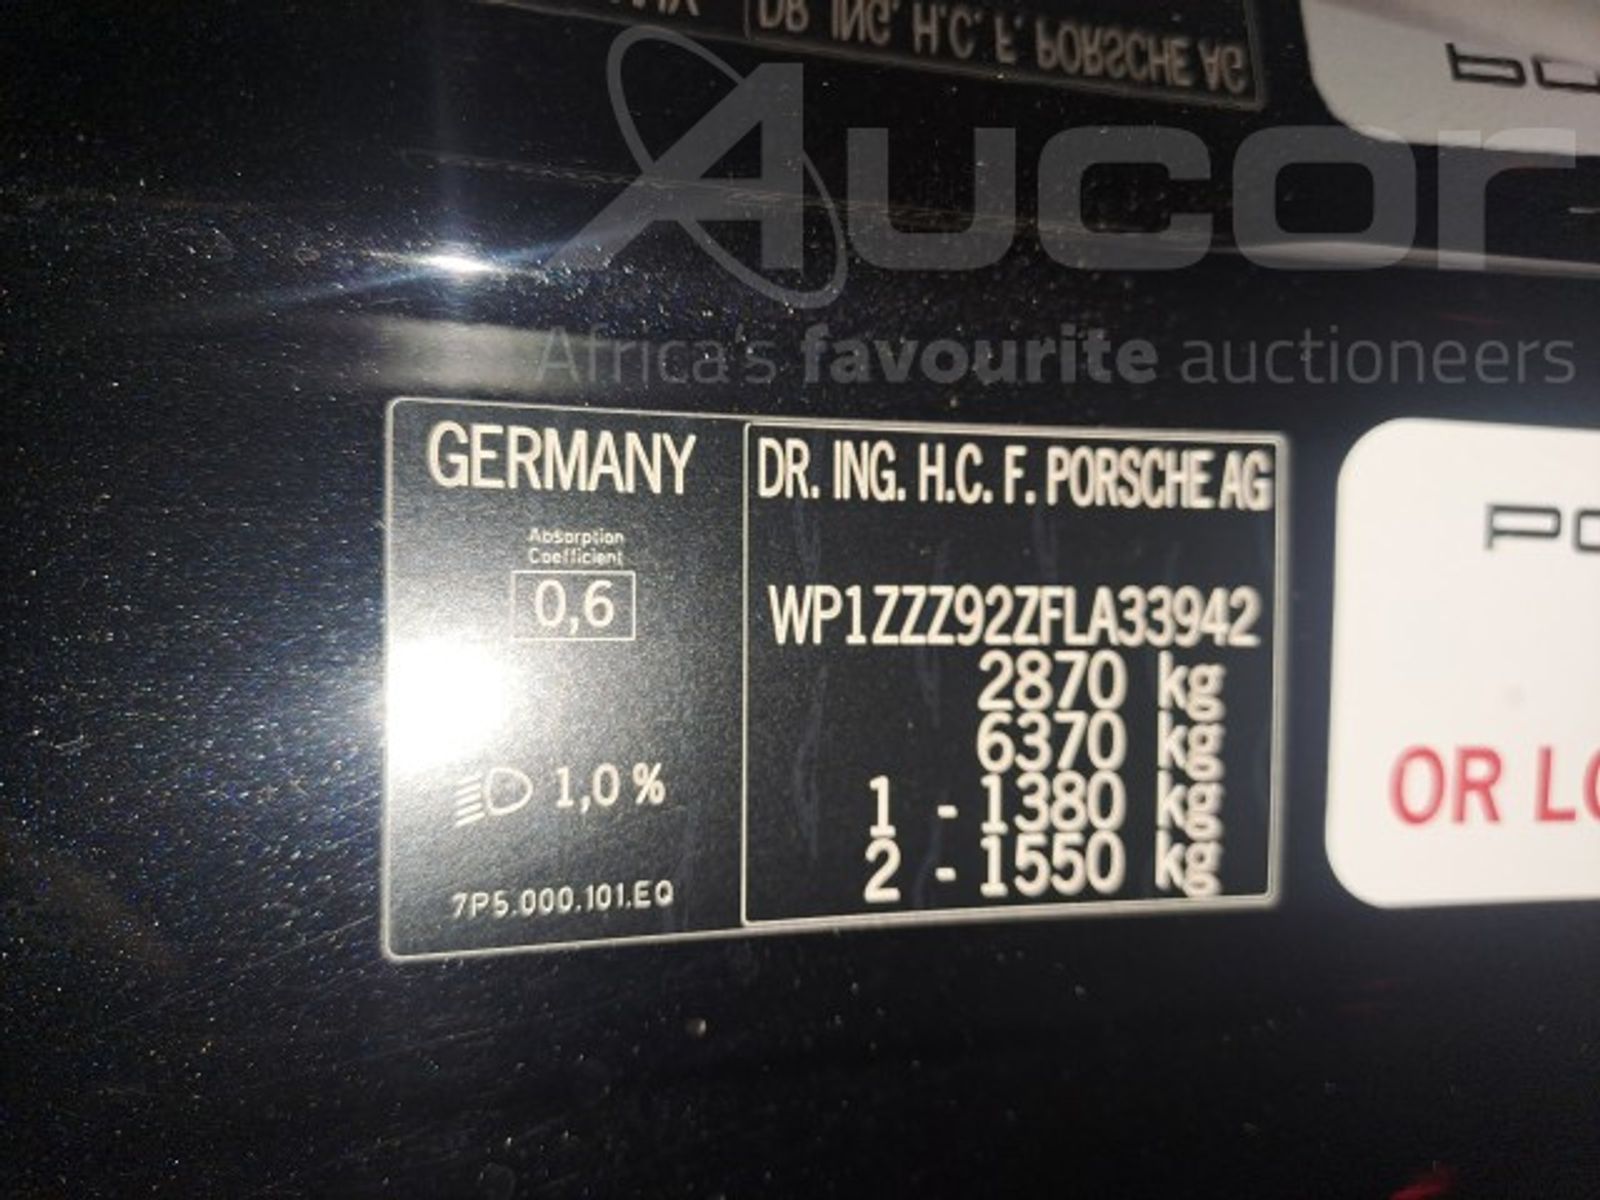 DR. ING. H.C. F. PORSCHE AG
Aucor
Africa's favourite auctioneers
GERMANY
Absorption
Coefficient
0,6
1,0 %
7P5.000.101.EQ
DR. ING. H.C. F. PORSCHE AG
WP1ZZZ92ZFLA33942
2870 kg
6370 kg
1 - 1380 kg
2 - 1550 kg
OR